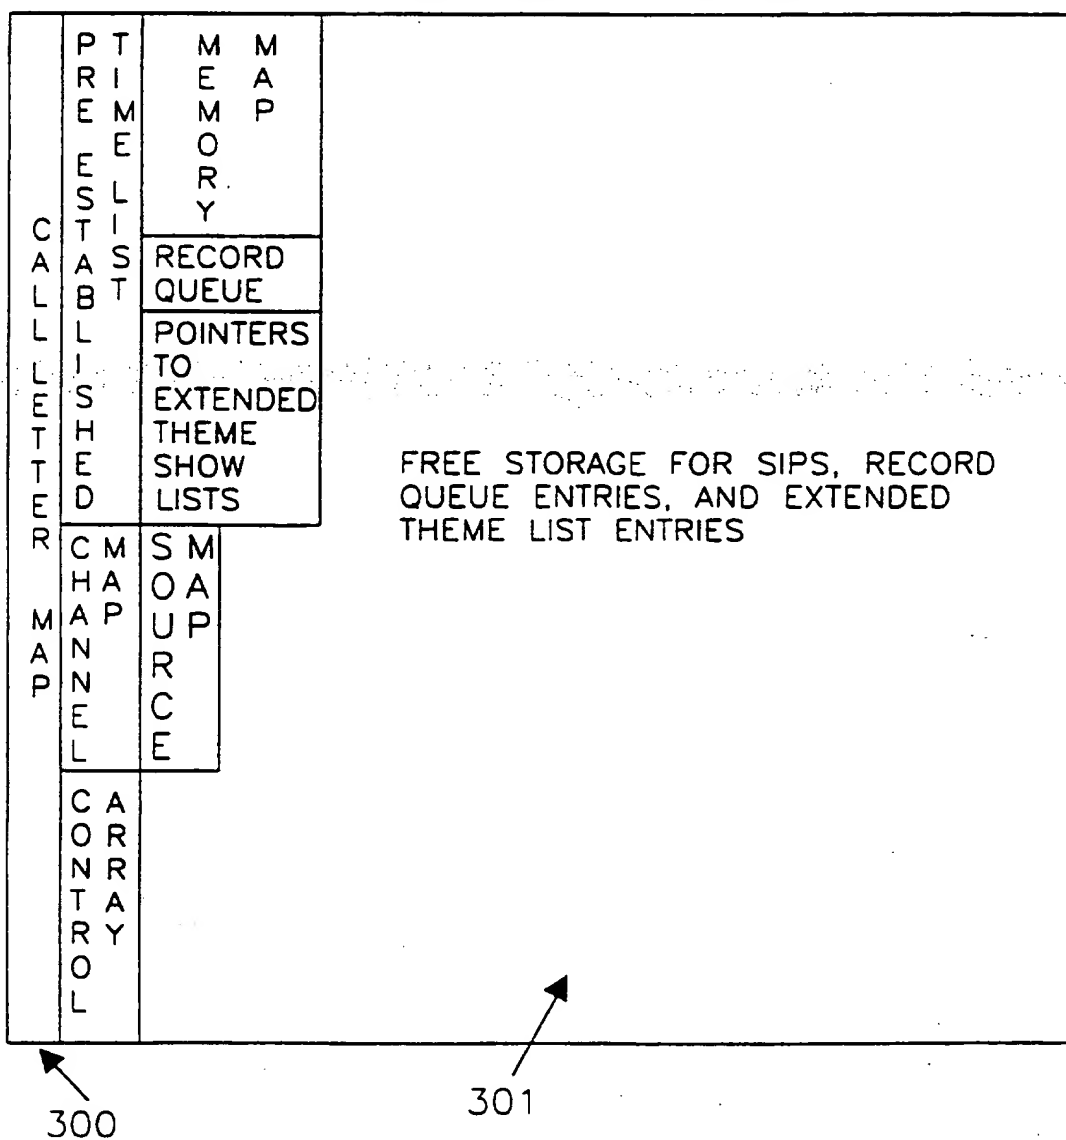 CALL LETTER MAP
PRE ESTABLISHED
TIME LIST
MEMORY
MAP
RECORD
QUEUE
POINTERS
TO
EXTENDED
THEME
SHOW
LISTS
CHANNEL
MAP
SOURCE
MAP
CONTROL
ARRAY
FREE STORAGE FOR SIPS, RECORD
QUEUE ENTRIES, AND EXTENDED
THEME LIST ENTRIES
300
301